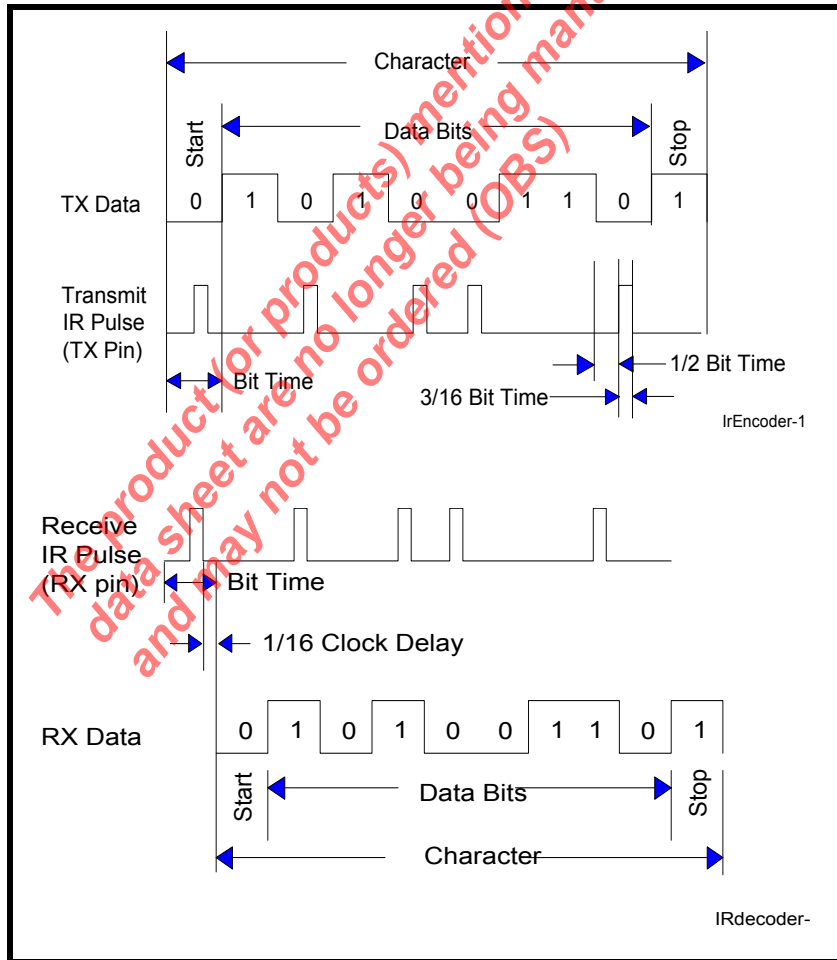 Character
Start
Data Bits
Stop
TX Data
0 1 0 1 0 0 1 1 0 1
Transmit
IR Pulse
(TX Pin)
Bit Time
1/2 Bit Time
3/16 Bit Time
IrEncoder-1
Receive
IR Pulse
(RX pin)
Bit Time
1/16 Clock Delay
RX Data
0 1 0 1 0 0 1 1 0 1
Start
Data Bits
Stop
Character
IRdecoder-
The product (or products) mention
data sheet are no longer being man
and may not be ordered (OBS)